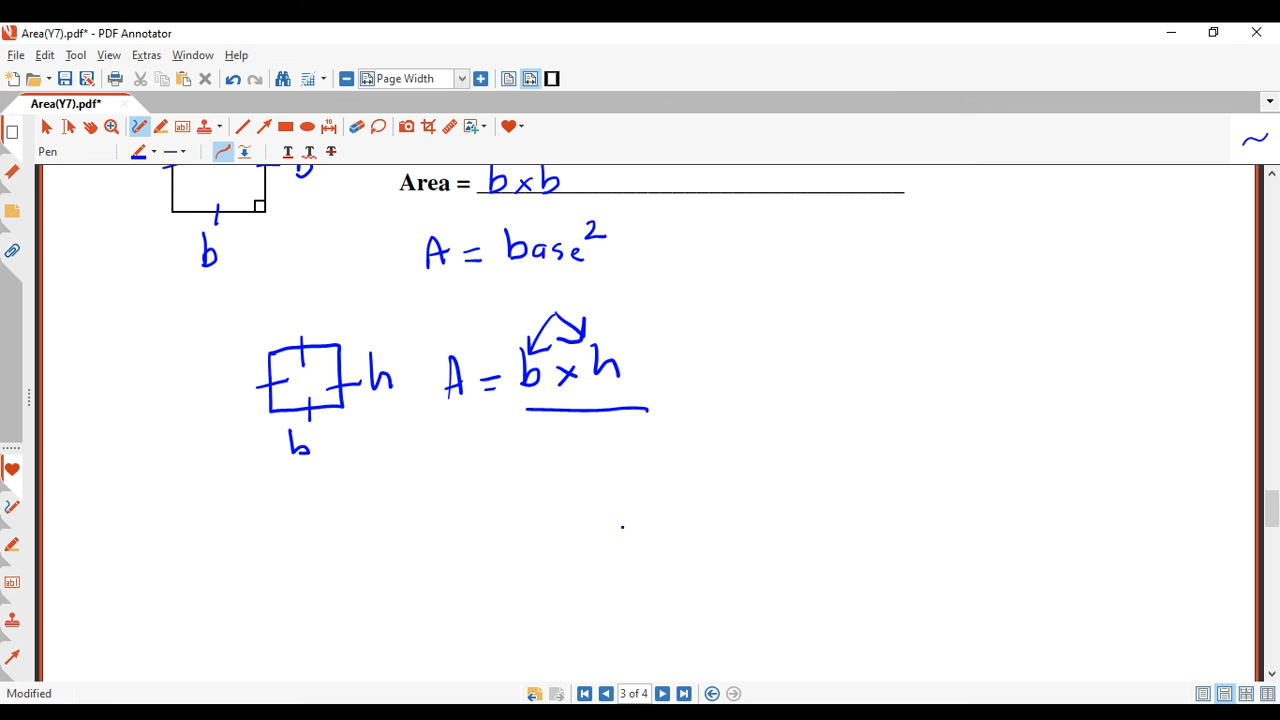 Area(Y7).pdf* - PDF Annotator
File Edit Tool View Extras Window Help
Page Width
Area(Y7).pdf*
Pen
b
Area = b×b
b
A = base²
h
A = b × h
b
Modified
3 of 4